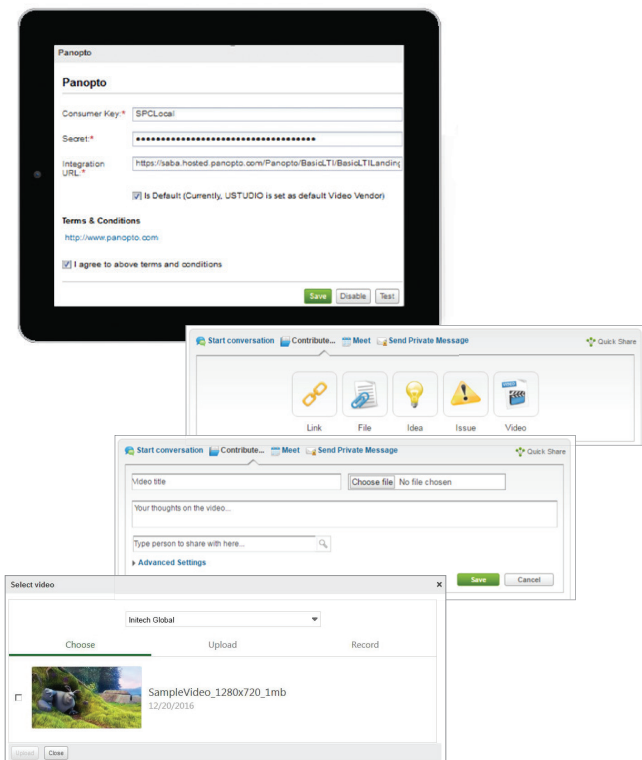 Panopto
Panopto
Consumer Key:* SPCLocal
Secret:* ••••••••••••••••••••••••••••••••••••
Integration URL:* https://saba.hosted.panopto.com/Panopto/BasicLTI/BasicLTILanding
Is Default (Currently, USTUDIO is set as default Video Vendor)
Terms & Conditions
http://www.panopto.com
I agree to above terms and conditions
Save Disable Test
Start conversation Contribute... Meet Send Private Message Quick Share
Link File Idea Issue Video
Start conversation Contribute... Meet Send Private Message Quick Share
Video title Choose file No file chosen
Your thoughts on the video...
Type person to share with here...
Advanced Settings
Save Cancel
Select video x
Initech Global
Choose Upload Record
SampleVideo_1280x720_1mb
12/20/2016
Upload Close